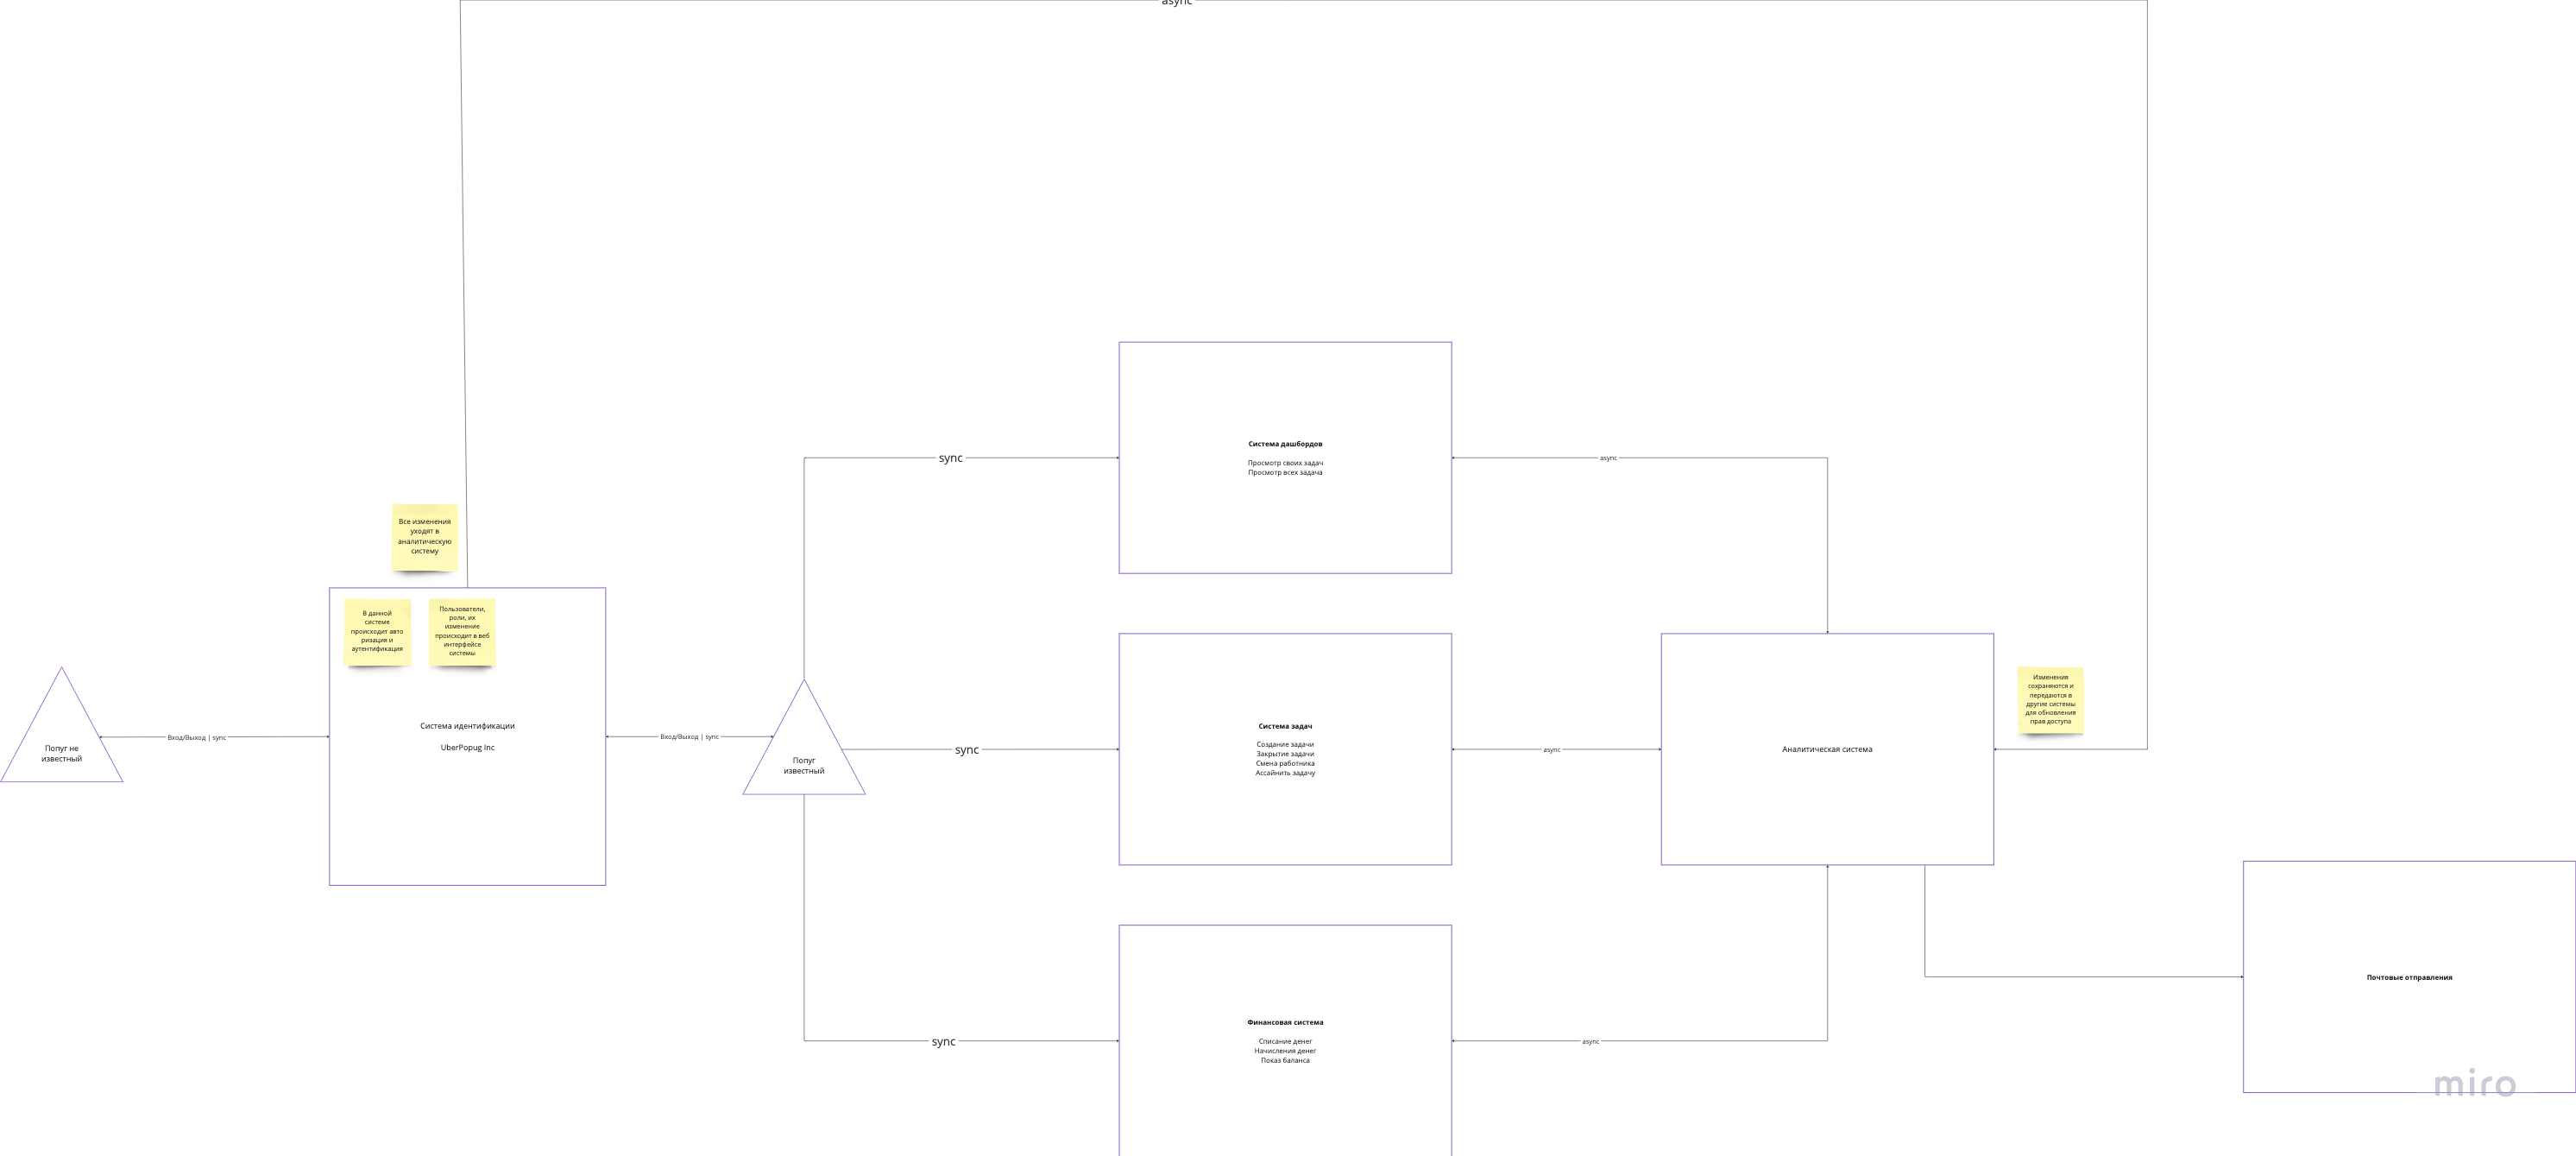 async
Система дашбордов
Просмотр своих задач
Просмотр всех задача
sync
async
Все изменения
уходят в
аналитическую
систему
В данной
системе
происходит авто
ризация и
аутентификация
Пользователи,
роли, их
изменение
происходит в веб
интерфейсе
системы
Попуг не
известный
Вход/Выход | sync
Система идентификации
UberPopug Inc
Вход/Выход | sync
Попуг
известный
sync
Система задач
Создание задачи
Закрытие задачи
Смена работника
Ассайнить задачу
async
Аналитическая система
Изменения
сохраняются и
передаются в
другие системы
для обновления
прав доступа
sync
Финансовая система
Списание денег
Начисления денег
Показ баланса
async
Почтовые отправления
miro